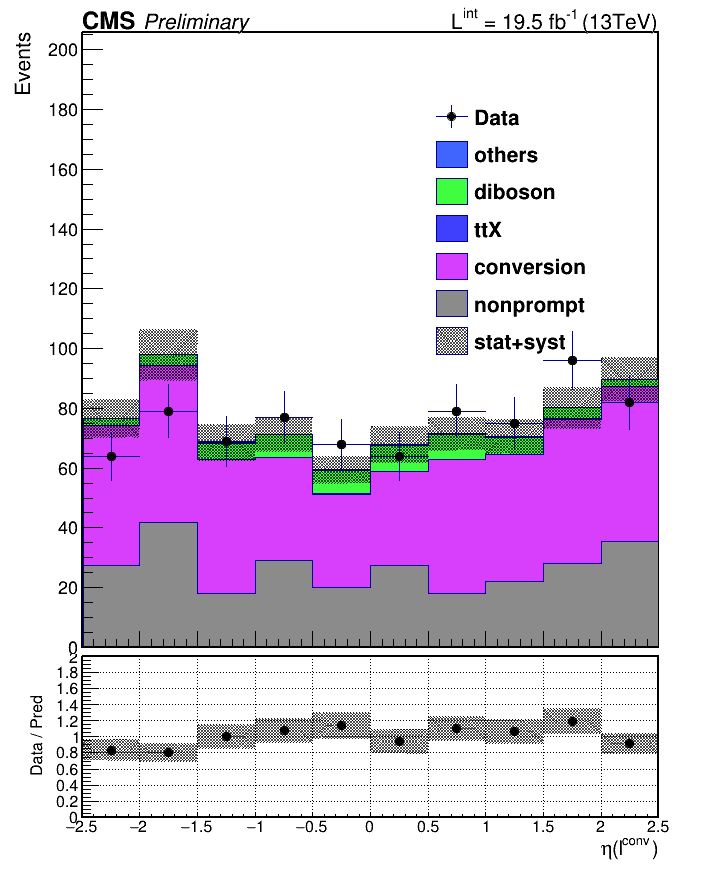 CMS Preliminary L^int = 19.5 fb^-1 (13TeV)
Events
200
180
160
140
120
100
80
60
40
20
0
Data
others
diboson
ttX
conversion
nonprompt
stat+syst
Data / Pred
2
1.8
1.6
1.4
1.2
1
0.8
0.6
0.4
0.2
0
−2.5 −2 −1.5 −1 −0.5 0 0.5 1 1.5 2 2.5
η(l^conv)